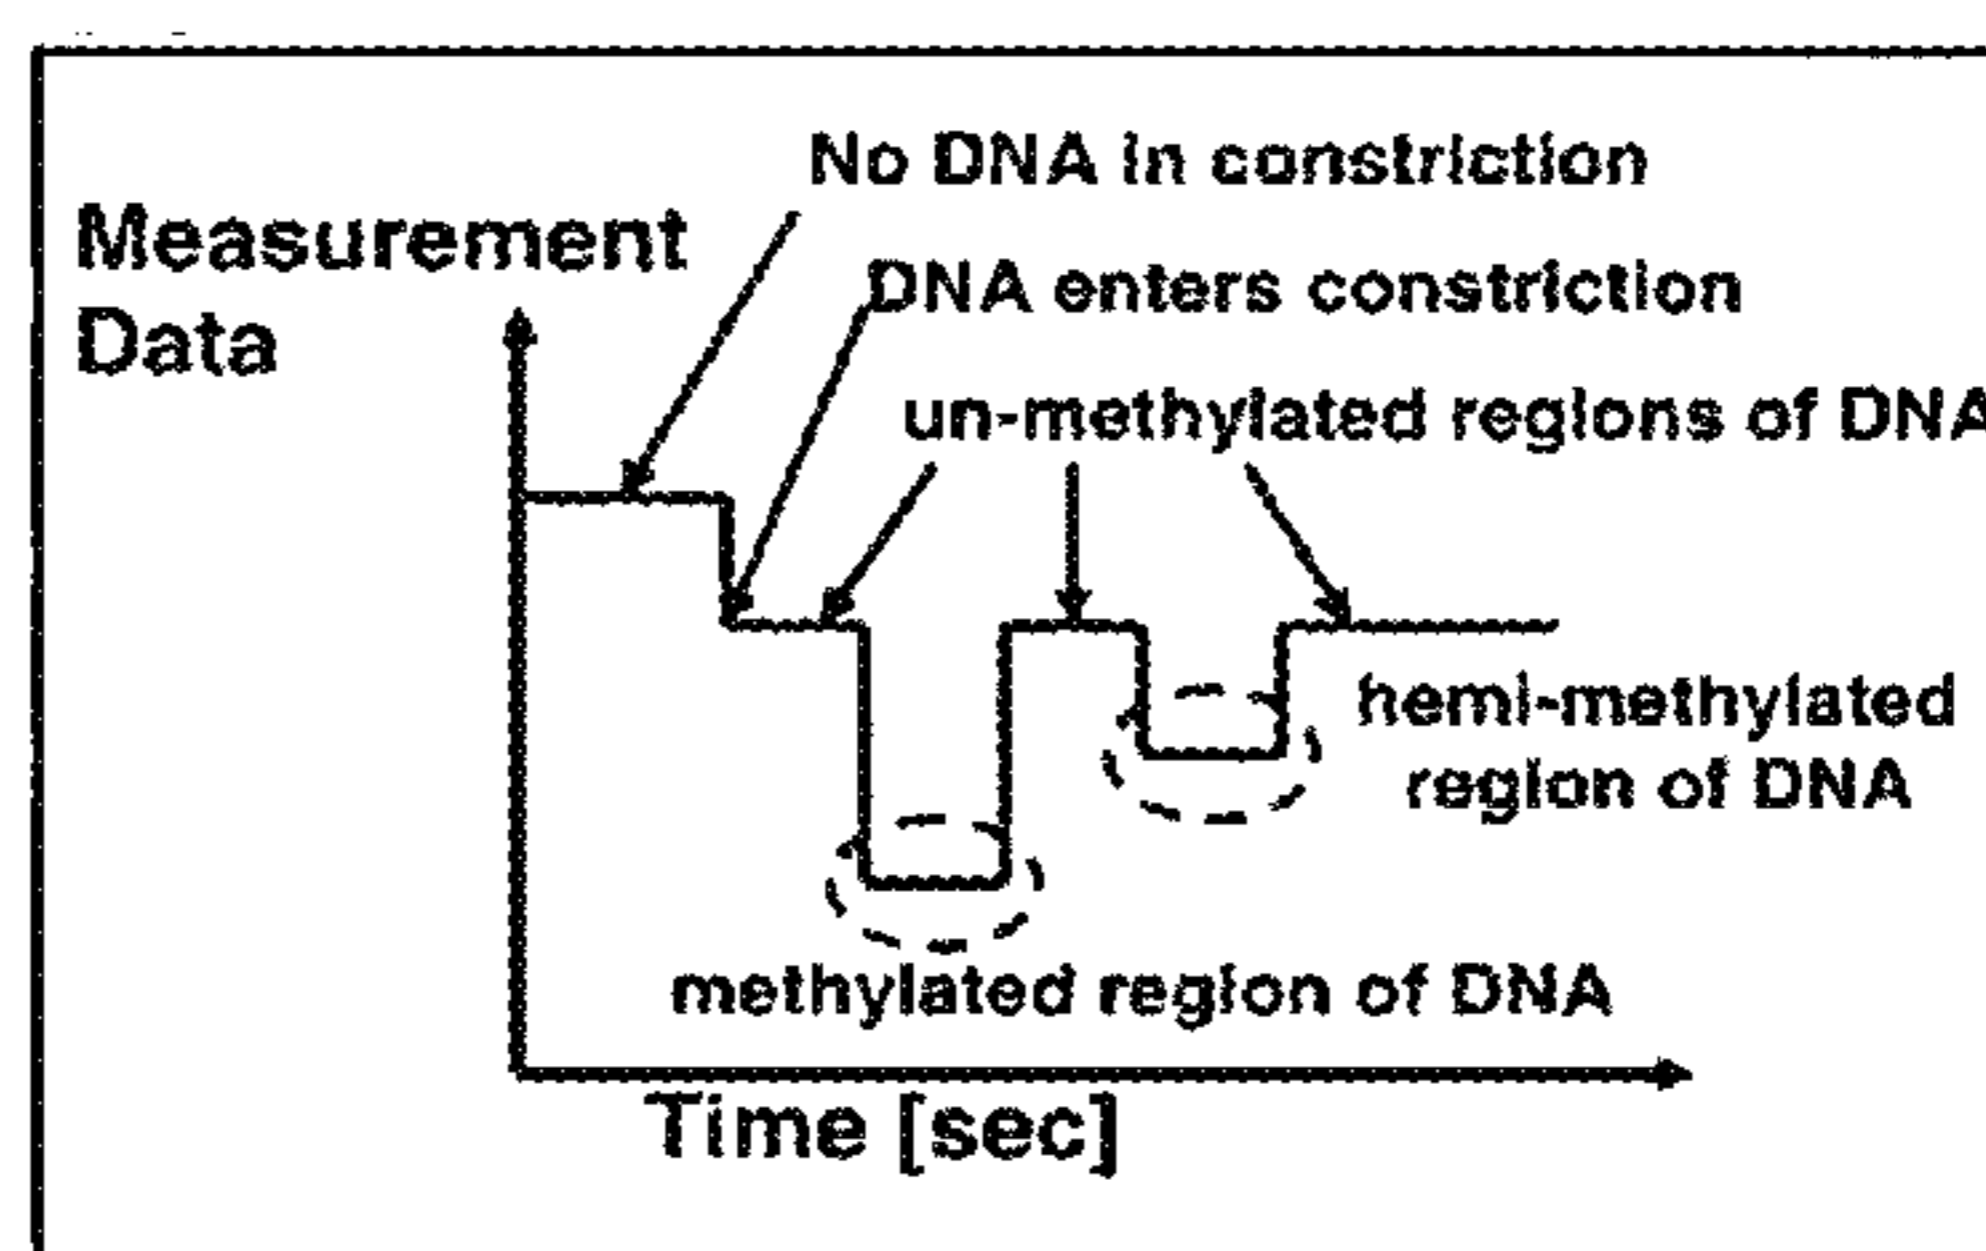 No DNA in constriction
Measurement
Data
DNA enters constriction
un-methylated regions of DNA
hemi-methylated
region of DNA
methylated region of DNA
Time [sec]